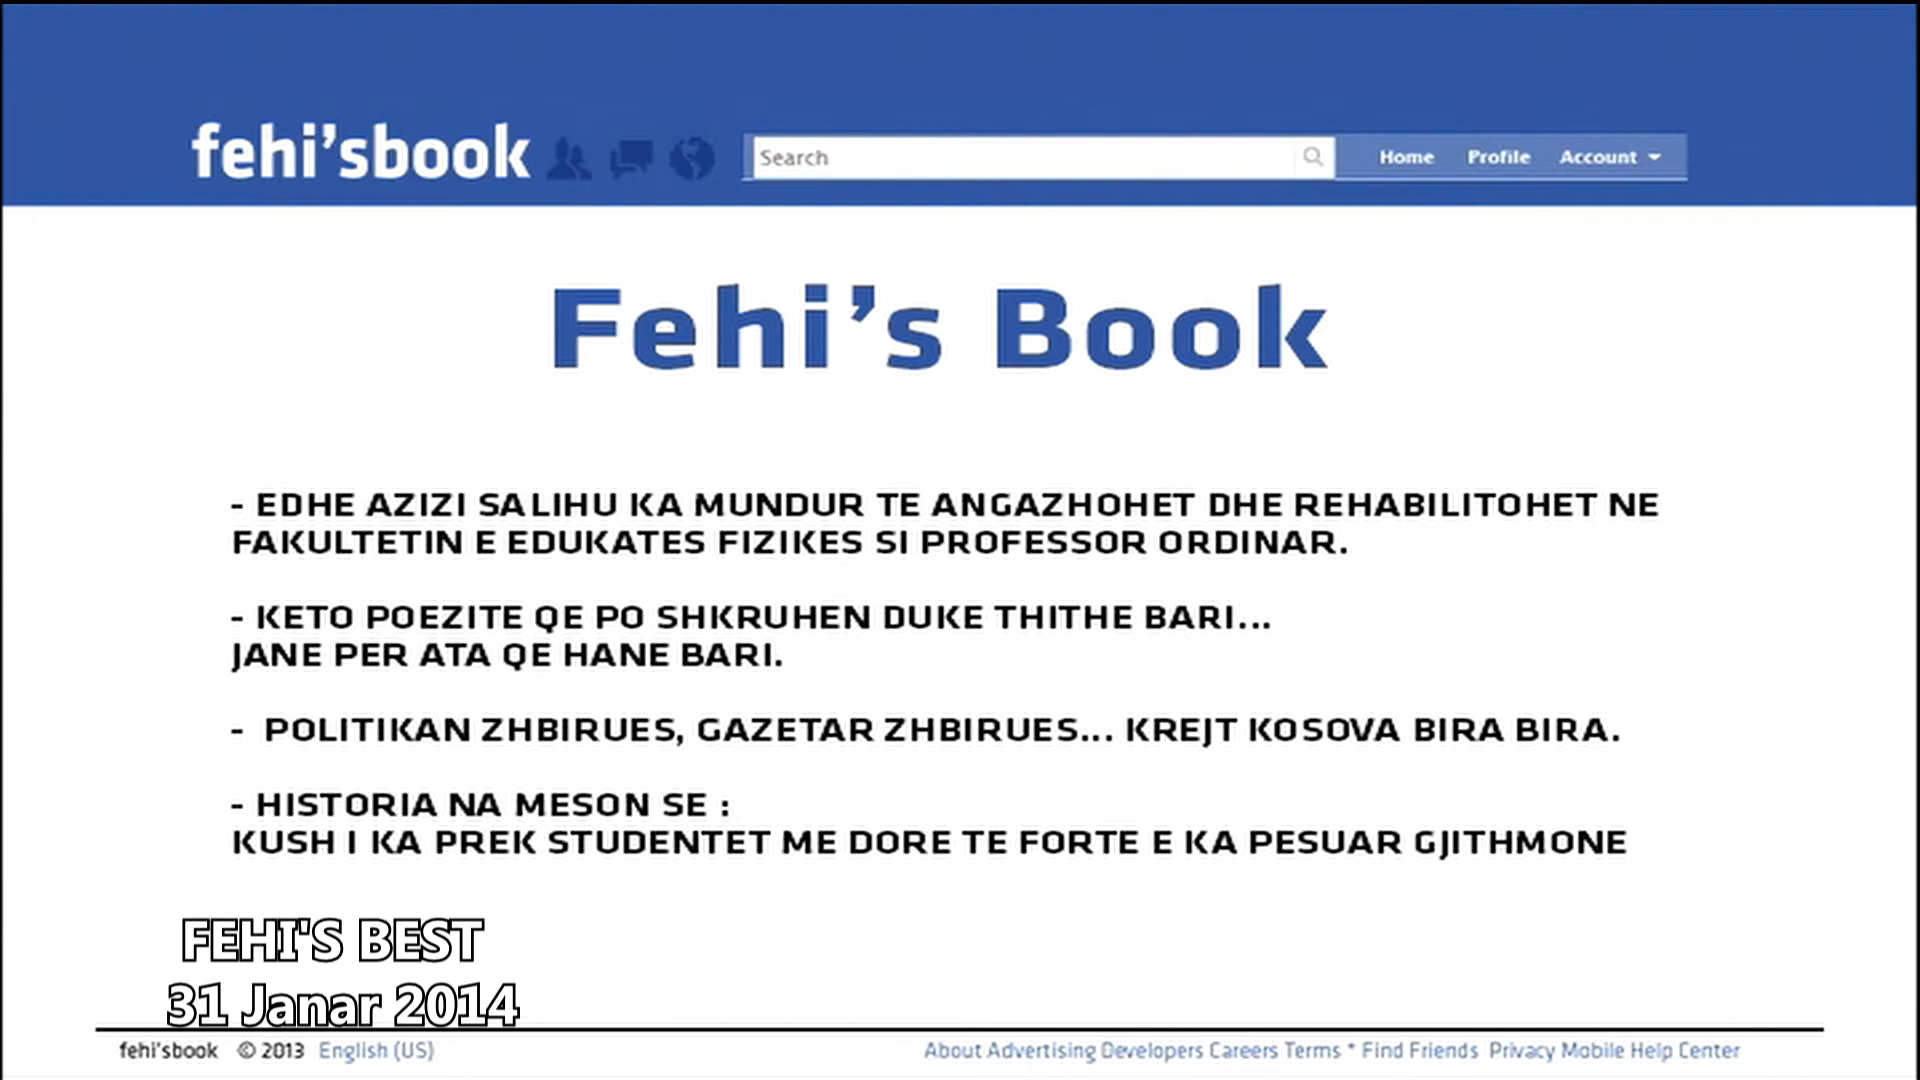 fehi'sbook Search Home Profile Account
Fehi's Book
- EDHE AZIZI SALIHU KA MUNDUR TE ANGAZHOHET DHE REHABILITOHET NE
FAKULTETIN E EDUKATES FIZIKES SI PROFESSOR ORDINAR.
- KETO POEZITE QE PO SHKRUHEN DUKE THITHE BARI...
JANE PER ATA QE HANE BARI.
- POLITIKAN ZHBIRUES, GAZETAR ZHBIRUES... KREJT KOSOVA BIRA BIRA.
- HISTORIA NA MESON SE :
KUSH I KA PREK STUDENTET ME DORE TE FORTE E KA PESUAR GJITHMONE
FEHI'S BEST
31 Janar 2014
fehi'sbook © 2013 English (US) About Advertising Developers Careers Terms * Find Friends Privacy Mobile Help Center